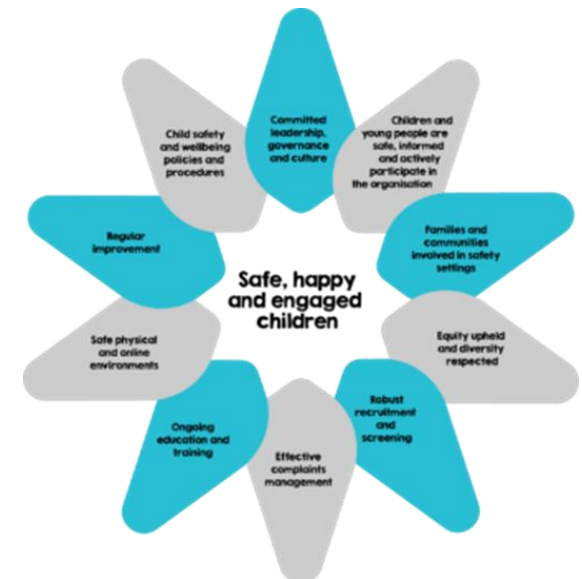 Committed
leadership,
governance
and culture
Children and
young people are
safe, informed
and actively
participate in
the organisation
Families and
communities
involved in safety
settings
Equity upheld
and diversity
respected
Robust
recruitment
and
screening
Effective
complaints
management
Ongoing
education and
training
Safe physical
and online
environments
Regular
improvement
Child safety
and wellbeing
policies and
procedures
Safe, happy
and engaged
children